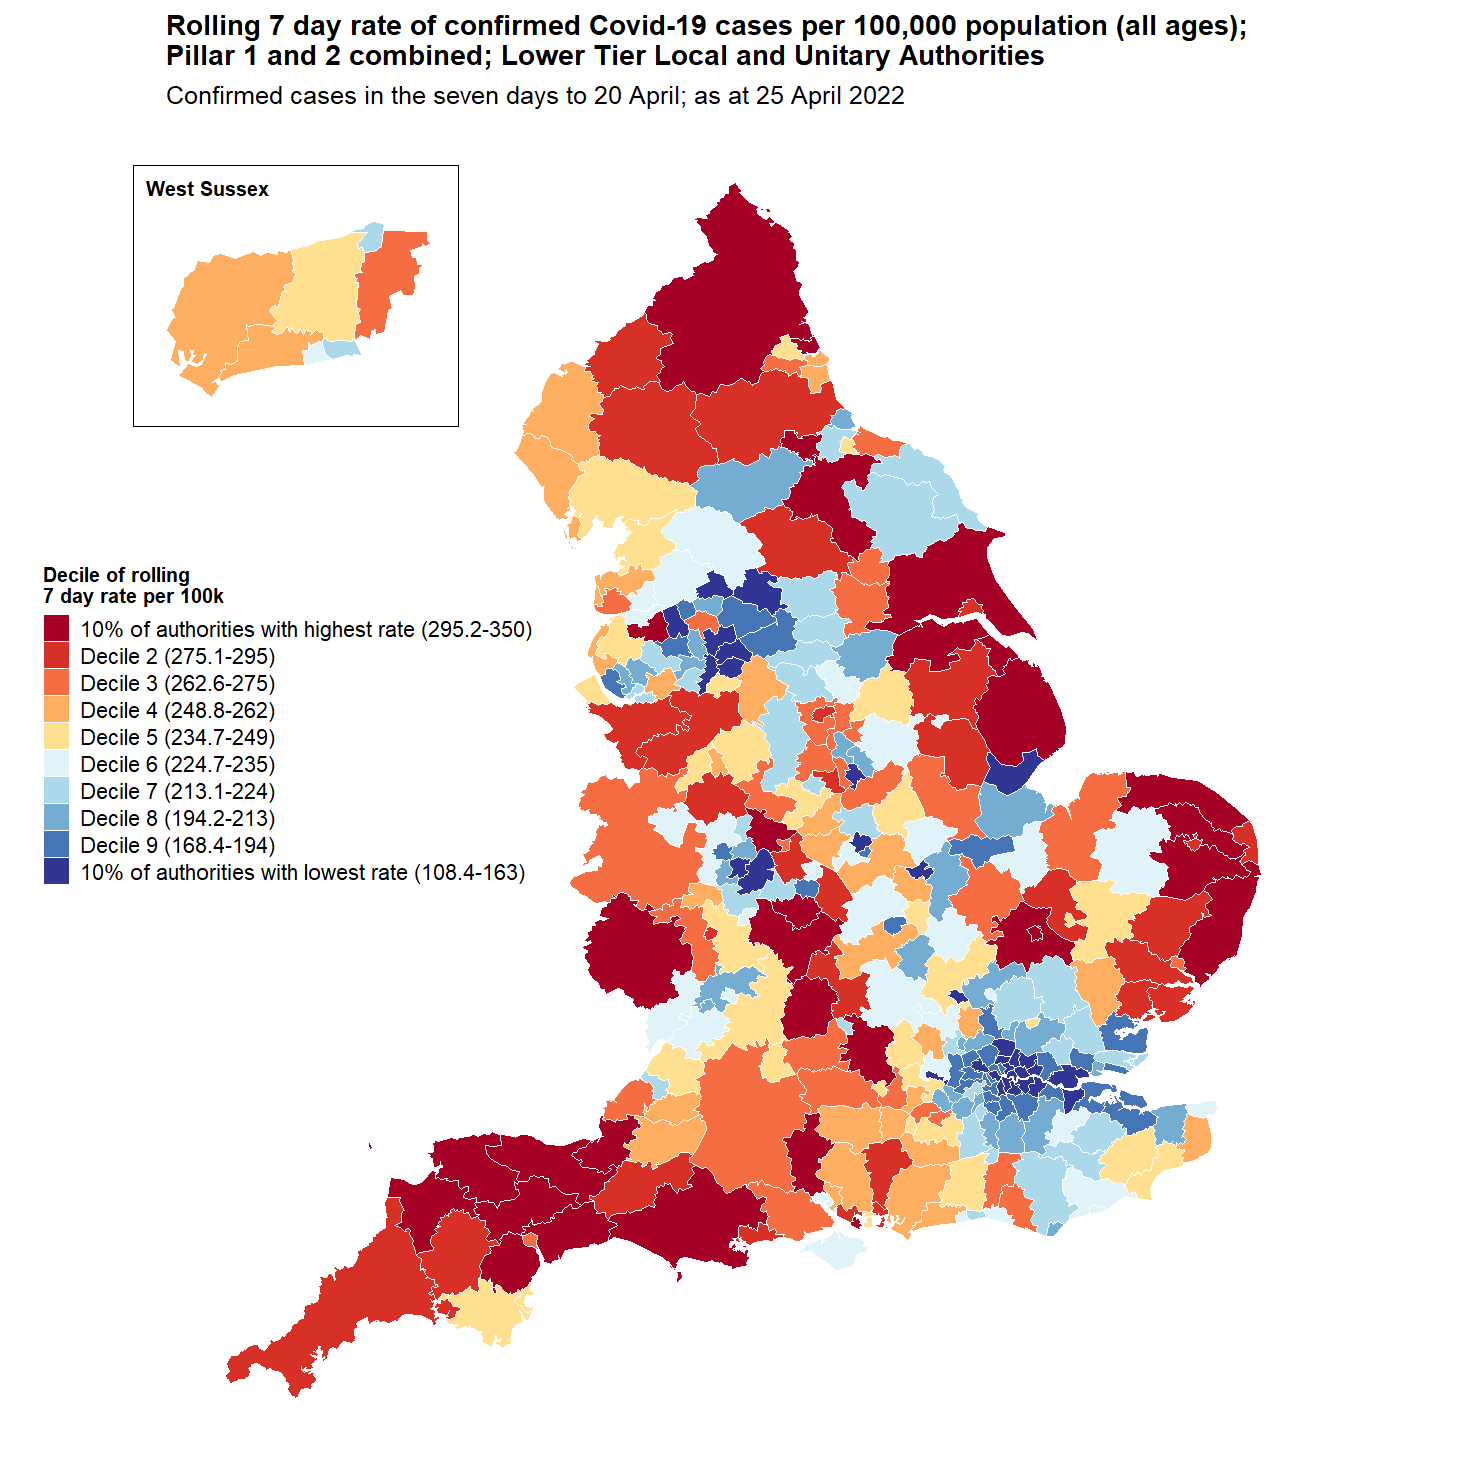 Rolling 7 day rate of confirmed Covid-19 cases per 100,000 population (all ages);
Pillar 1 and 2 combined; Lower Tier Local and Unitary Authorities
Confirmed cases in the seven days to 20 April; as at 25 April 2022
West Sussex
Decile of rolling
7 day rate per 100k
10% of authorities with highest rate (295.2-350)
Decile 2 (275.1-295)
Decile 3 (262.6-275)
Decile 4 (248.8-262)
Decile 5 (234.7-249)
Decile 6 (224.7-235)
Decile 7 (213.1-224)
Decile 8 (194.2-213)
Decile 9 (168.4-194)
10% of authorities with lowest rate (108.4-163)